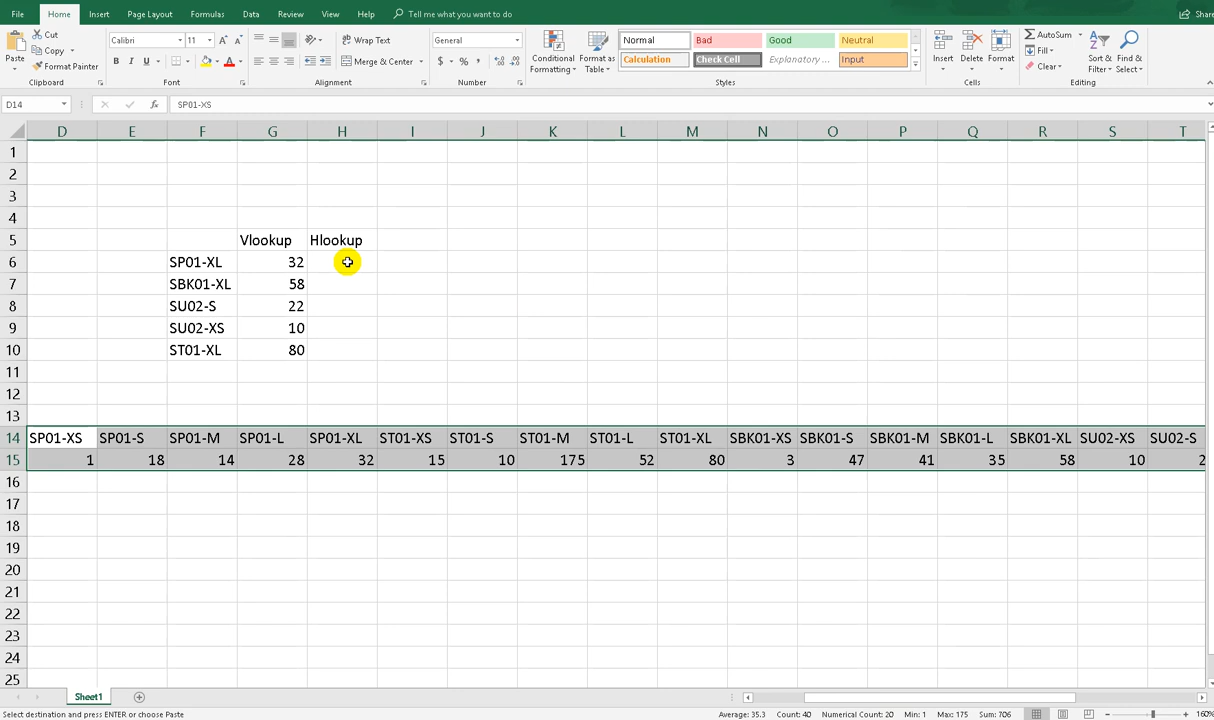 File Home Insert Page Layout Formulas Data Review View Help Tell me what you want to do Share
Paste Cut Copy Format Painter Clipboard
Calibri 11 A A B I U A Font
Wrap Text Merge & Center Alignment
General $ % , Number
Conditional Formatting Format as Table Normal Bad Good Neutral Calculation Check Cell Explanatory ... Input Styles
Insert Delete Format Cells
AutoSum Fill Clear Sort & Filter Find & Select Editing
D14 fx SP01-XS
D E F G H I J K L M N O P Q R S T
1
2
3
4
5 Vlookup Hlookup
6 SP01-XL 32
7 SBK01-XL 58
8 SU02-S 22
9 SU02-XS 10
10 ST01-XL 80
11
12
13
14 SP01-XS SP01-S SP01-M SP01-L SP01-XL ST01-XS ST01-S ST01-M ST01-L ST01-XL SBK01-XS SBK01-S SBK01-M SBK01-L SBK01-XL SU02-XS SU02-S
15 1 18 14 28 32 15 10 175 52 80 3 47 41 35 58 10 2
16
17
18
19
20
21
22
23
24
25
Sheet1
Select destination and press ENTER or choose Paste Average: 35.3 Count: 40 Numerical Count: 20 Min: 1 Max: 175 Sum: 706 160%